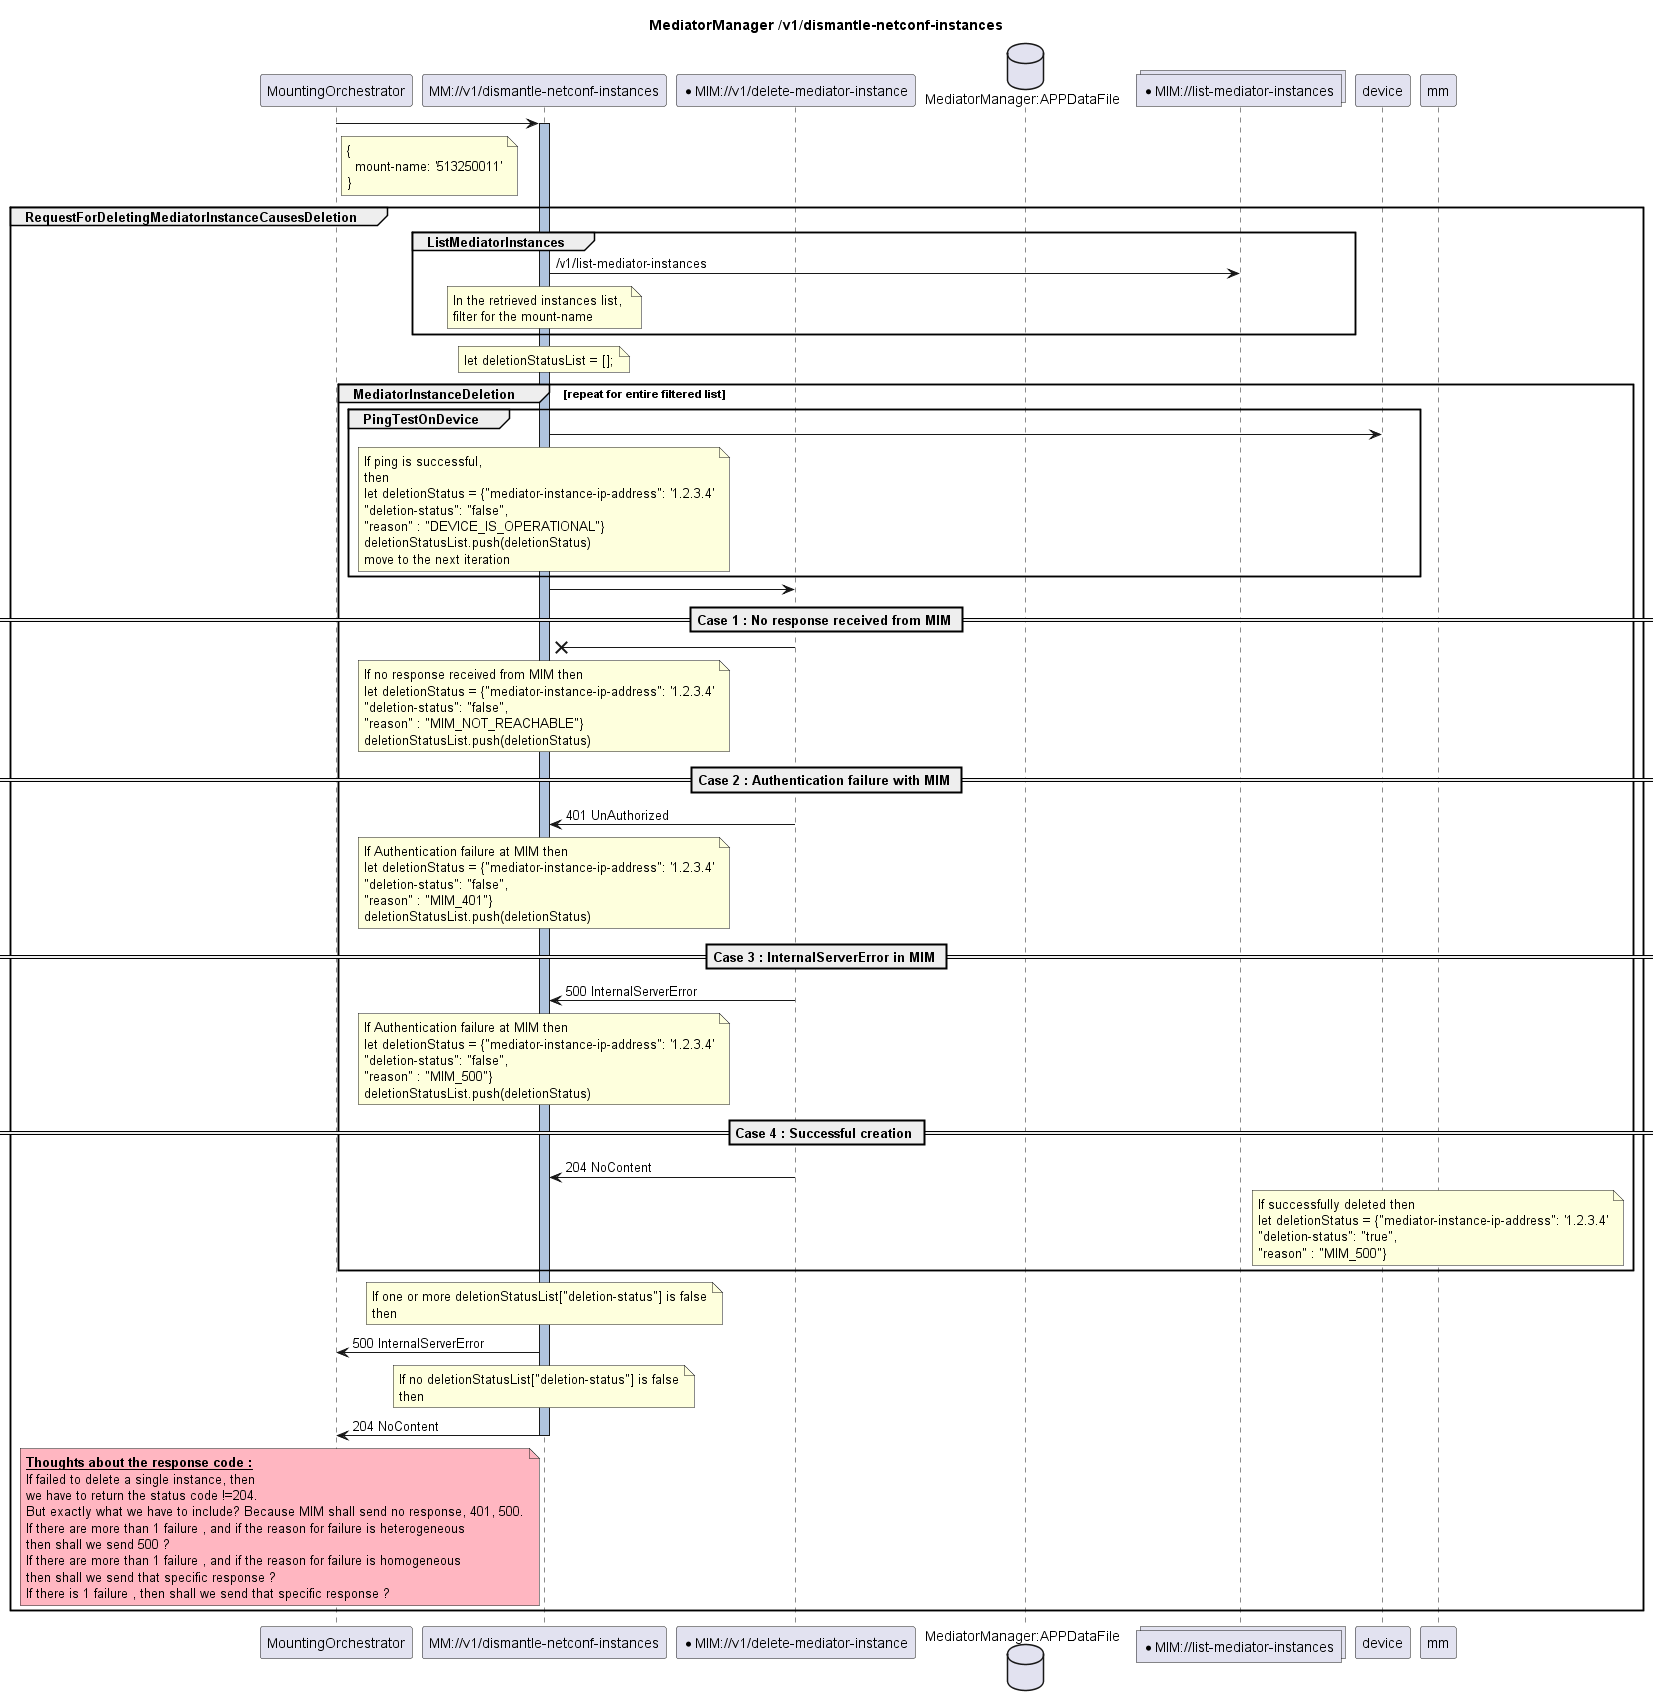 MediatorManager /v1/dismantle-netconf-instances
MountingOrchestrator
MM://v1/dismantle-netconf-instances
• MIM://v1/delete-mediator-instance
MediatorManager:APPDataFile
• MIM://list-mediator-instances
device
mm
{
mount-name: '513250011'
}
RequestForDeletingMediatorInstanceCausesDeletion
ListMediatorInstances
/v1/list-mediator-instances
In the retrieved instances list,
filter for the mount-name
let deletionStatusList = [];
MediatorInstanceDeletion
[repeat for entire filtered list]
PingTestOnDevice
If ping is successful,
then
let deletionStatus = {"mediator-instance-ip-address": '1.2.3.4'
"deletion-status": "false",
"reason" : "DEVICE_IS_OPERATIONAL"}
deletionStatusList.push(deletionStatus)
move to the next iteration
Case 1 : No response received from MIM
If no response received from MIM then
let deletionStatus = {"mediator-instance-ip-address": '1.2.3.4'
"deletion-status": "false",
"reason" : "MIM_NOT_REACHABLE"}
deletionStatusList.push(deletionStatus)
Case 2 : Authentication failure with MIM
401 UnAuthorized
If Authentication failure at MIM then
let deletionStatus = {"mediator-instance-ip-address": '1.2.3.4'
"deletion-status": "false",
"reason" : "MIM_401"}
deletionStatusList.push(deletionStatus)
Case 3 : InternalServerError in MIM
500 InternalServerError
If Authentication failure at MIM then
let deletionStatus = {"mediator-instance-ip-address": '1.2.3.4'
"deletion-status": "false",
"reason" : "MIM_500"}
deletionStatusList.push(deletionStatus)
Case 4 : Successful creation
204 NoContent
If successfully deleted then
let deletionStatus = {"mediator-instance-ip-address": '1.2.3.4'
"deletion-status": "true",
"reason" : "MIM_500"}
If one or more deletionStatusList["deletion-status"] is false
then
500 InternalServerError
If no deletionStatusList["deletion-status"] is false
then
204 NoContent
Thoughts about the response code :
If failed to delete a single instance, then
we have to return the status code !=204.
But exactly what we have to include? Because MIM shall send no response, 401, 500.
If there are more than 1 failure , and if the reason for failure is heterogeneous
then shall we send 500 ?
If there are more than 1 failure , and if the reason for failure is homogeneous
then shall we send that specific response ?
If there is 1 failure , then shall we send that specific response ?
MountingOrchestrator
MM://v1/dismantle-netconf-instances
• MIM://v1/delete-mediator-instance
MediatorManager:APPDataFile
• MIM://list-mediator-instances
device
mm